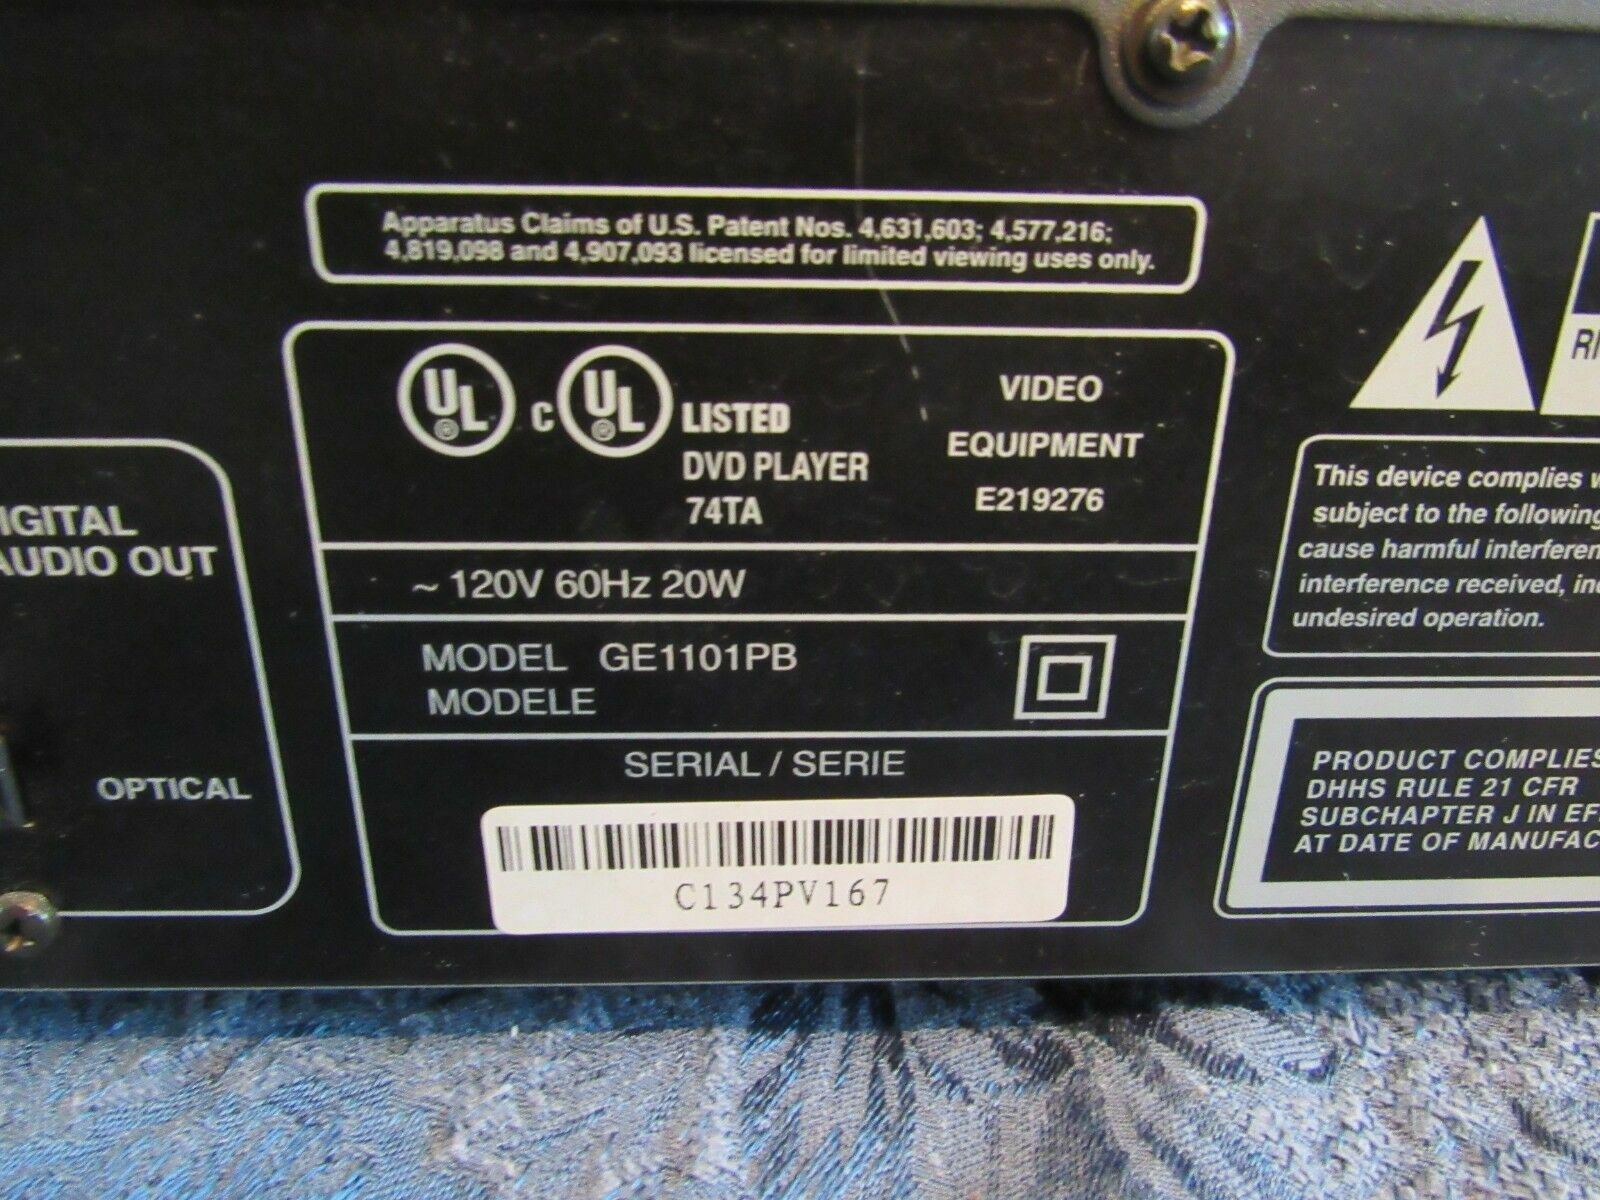 Apparatus Claims of U.S. Patent Nos. 4,631,603; 4,577,216;
4,819,098 and 4,907,093 licensed for limited viewing uses only.
UL
C UL LISTED
DVD PLAYER
74TA
VIDEO
EQUIPMENT
E219276
~ 120V 60Hz 20W
MODEL GE1101PB
MODELE
SERIAL / SERIE
C134PV167
IGITAL
AUDIO OUT
OPTICAL
RI
This device complies w
subject to the following
cause harmful interferen
interference received, inc
undesired operation.
PRODUCT COMPLIES
DHHS RULE 21 CFR
SUBCHAPTER J IN EF
AT DATE OF MANUFAC